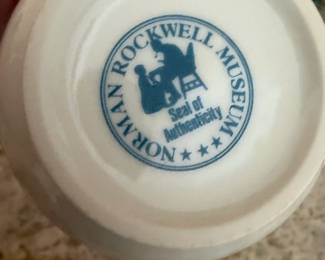 NORMAN ROCKWELL MUSEUM
Seal of
Authenticity